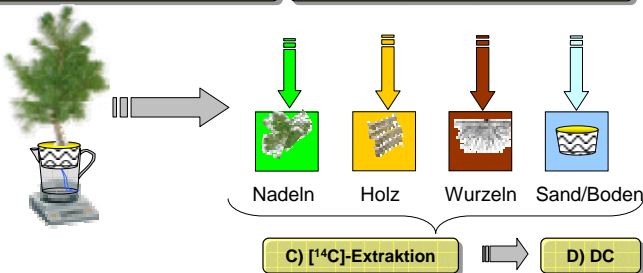 Nadeln Holz Wurzeln Sand/Boden
C) [¹⁴C]-Extraktion D) DC